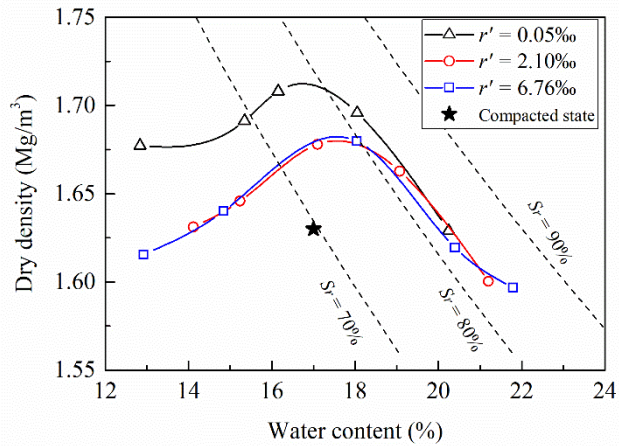 1.75
1.70
1.65
1.60
1.55
Dry density (Mg/m³)
r′ = 0.05‰
r′ = 2.10‰
r′ = 6.76‰
Compacted state
Sr = 70%
Sr = 80%
Sr = 90%
12 14 16 18 20 22 24
Water content (%)